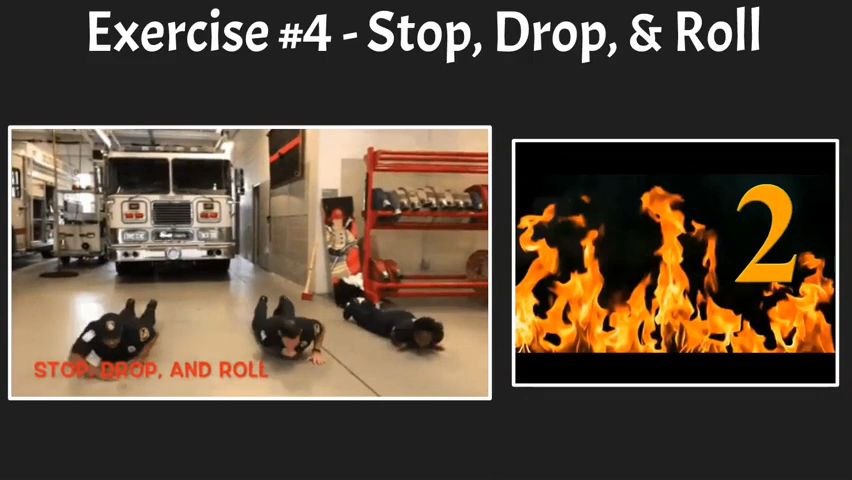 Exercise #4 - Stop, Drop, & Roll
STOP, DROP, AND ROLL
2